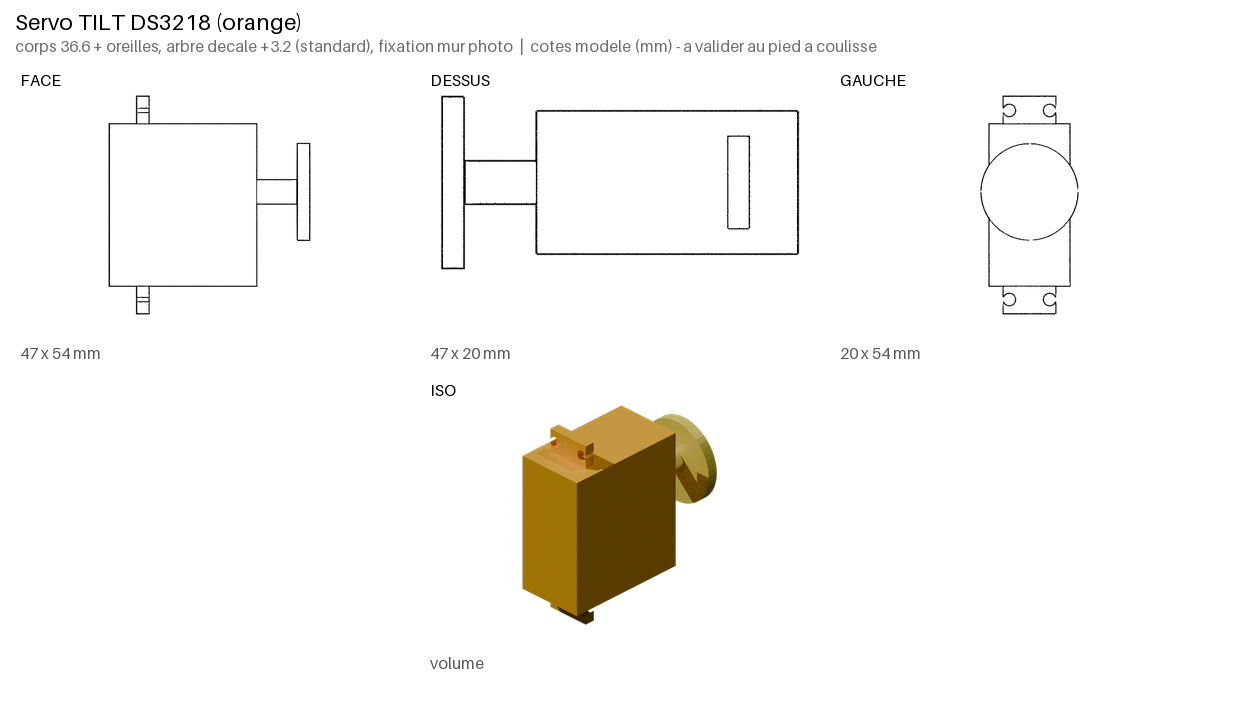 Servo TILT DS3218 (orange)
corps 36.6 + oreilles, arbre decale +3.2 (standard), fixation mur photo | cotes modele (mm) - a valider au pied a coulisse
FACE
DESSUS
GAUCHE
47 x 54 mm
47 x 20 mm
20 x 54 mm
ISO
volume